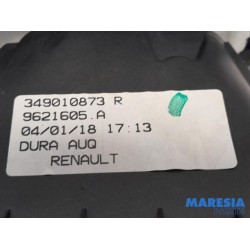 349010873 R
9621605.A
04/01/18 17:13
DURA AUQ
RENAULT
MARESIA